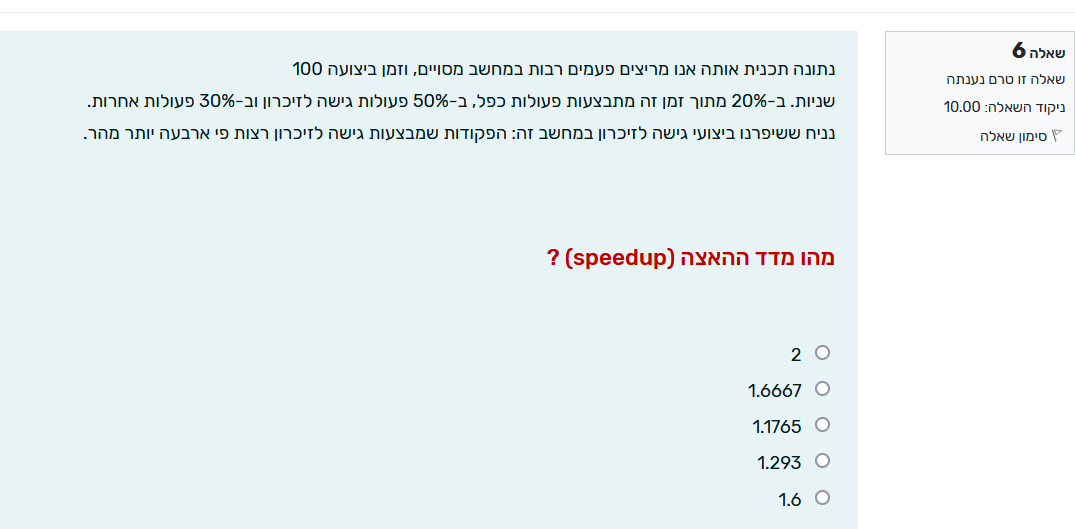 שאלה 6
שאלה זו טרם נענתה
ניקוד השאלה: 10.00
סימון שאלה
נתונה תכנית אותה אנו מריצים פעמים רבות במחשב מסויים, וזמן ביצועה 100
שניות. ב-20% מתוך זמן זה מתבצעות פעולות כפל, ב-50% פעולות גישה לזיכרון וב-30% פעולות אחרות.
נניח ששיפרנו ביצועי גישה לזיכרון במחשב זה: הפקודות שמבצעות גישה לזיכרון רצות פי ארבעה יותר מהר.
מהו מדד ההאצה (speedup) ?
2
1.6667
1.1765
1.293
1.6